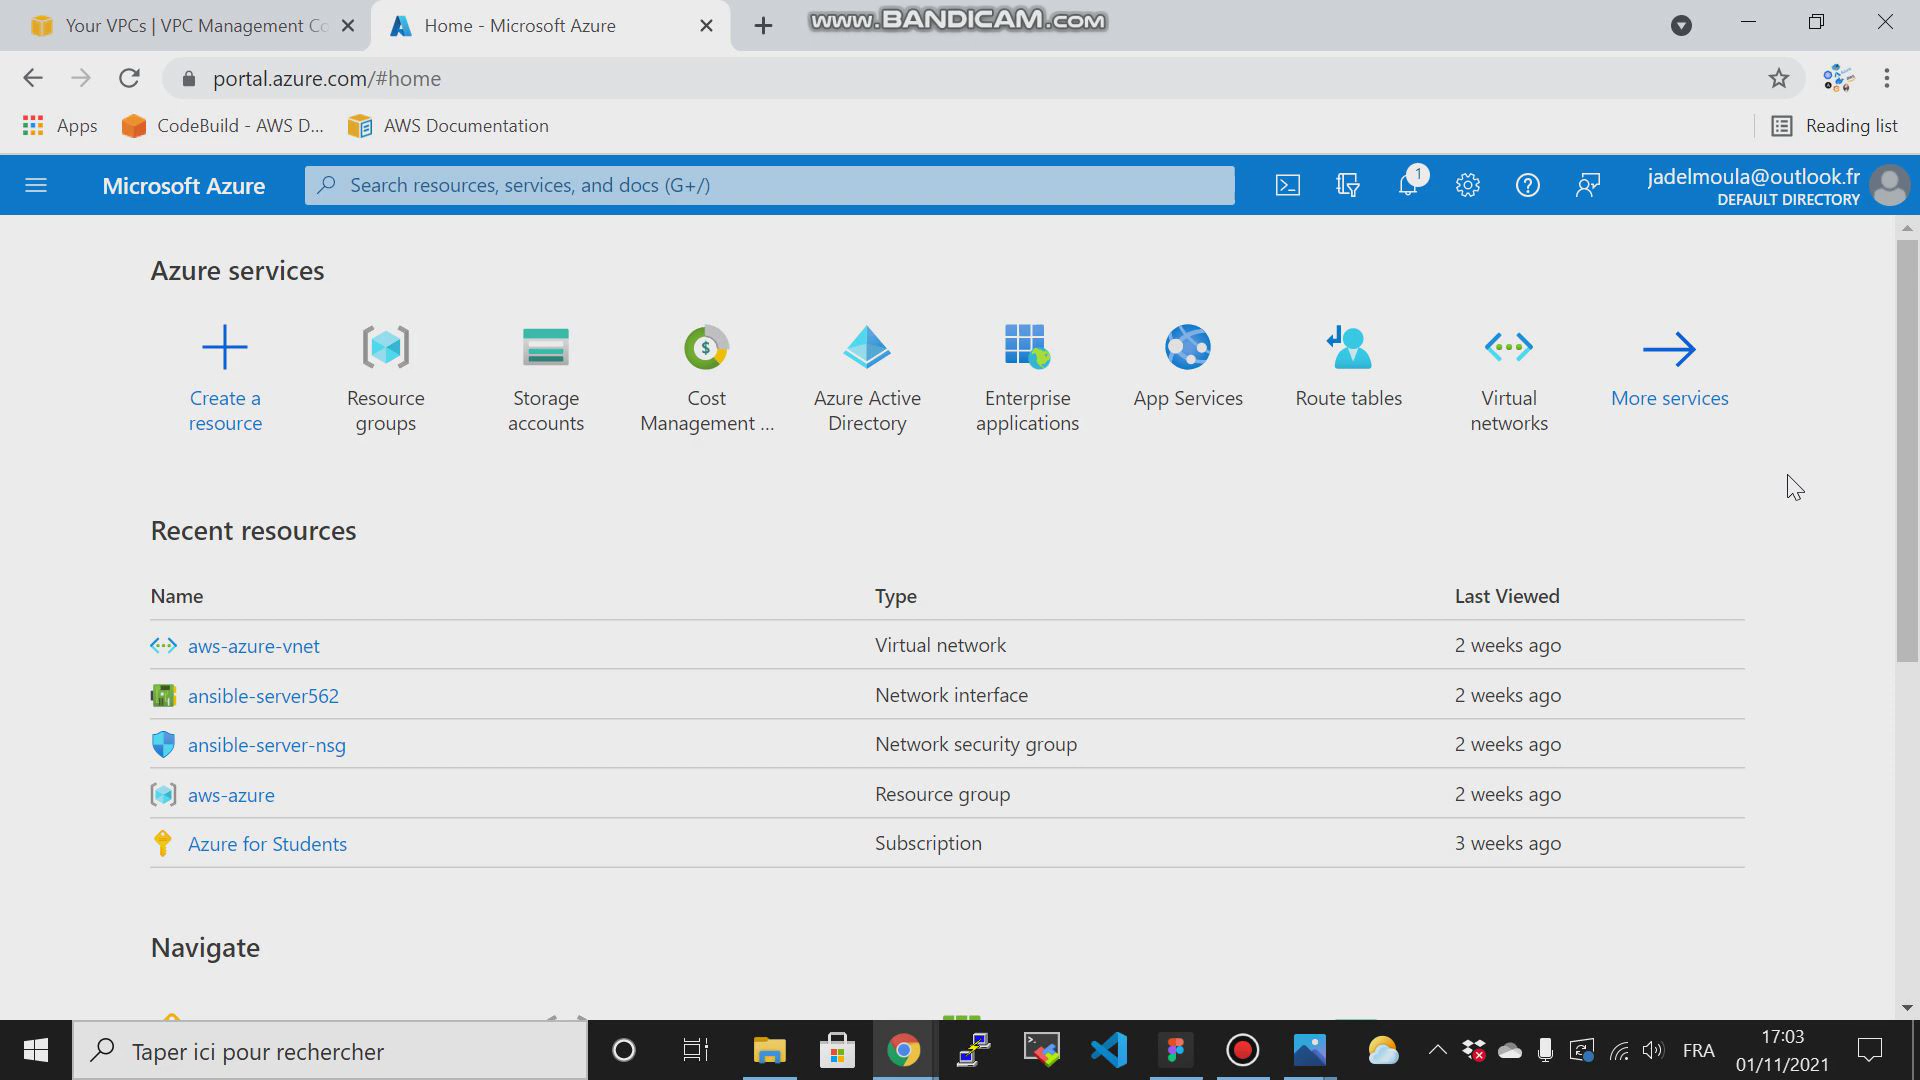 Your VPCs | VPC Management Co
Home - Microsoft Azure
www.BANDICAM.com
portal.azure.com/#home
Apps
CodeBuild - AWS D...
AWS Documentation
Reading list
Microsoft Azure
Search resources, services, and docs (G+/)
1
jadelmoula@outlook.fr
DEFAULT DIRECTORY
Azure services
Create a
resource
Resource
groups
Storage
accounts
Cost
Management ...
Azure Active
Directory
Enterprise
applications
App Services
Route tables
Virtual
networks
More services
Recent resources
Name Type Last Viewed
aws-azure-vnet Virtual network 2 weeks ago
ansible-server562 Network interface 2 weeks ago
ansible-server-nsg Network security group 2 weeks ago
aws-azure Resource group 2 weeks ago
Azure for Students Subscription 3 weeks ago
Navigate
Taper ici pour rechercher
FRA
17:03
01/11/2021